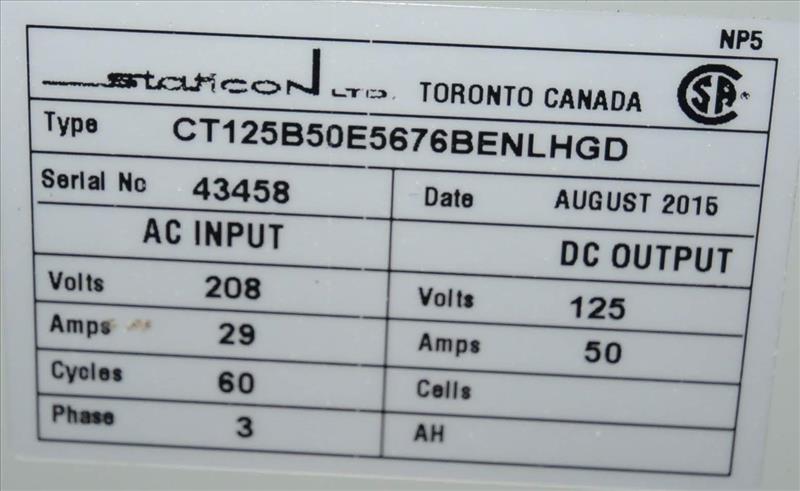 NP5
staticon LTD. TORONTO CANADA
CSA®
Type CT125B50E5676BENLHGD
Serial No 43458 Date AUGUST 2015
AC INPUT DC OUTPUT
Volts 208 Volts 125
Amps 29 Amps 50
Cycles 60 Cells
Phase 3 AH